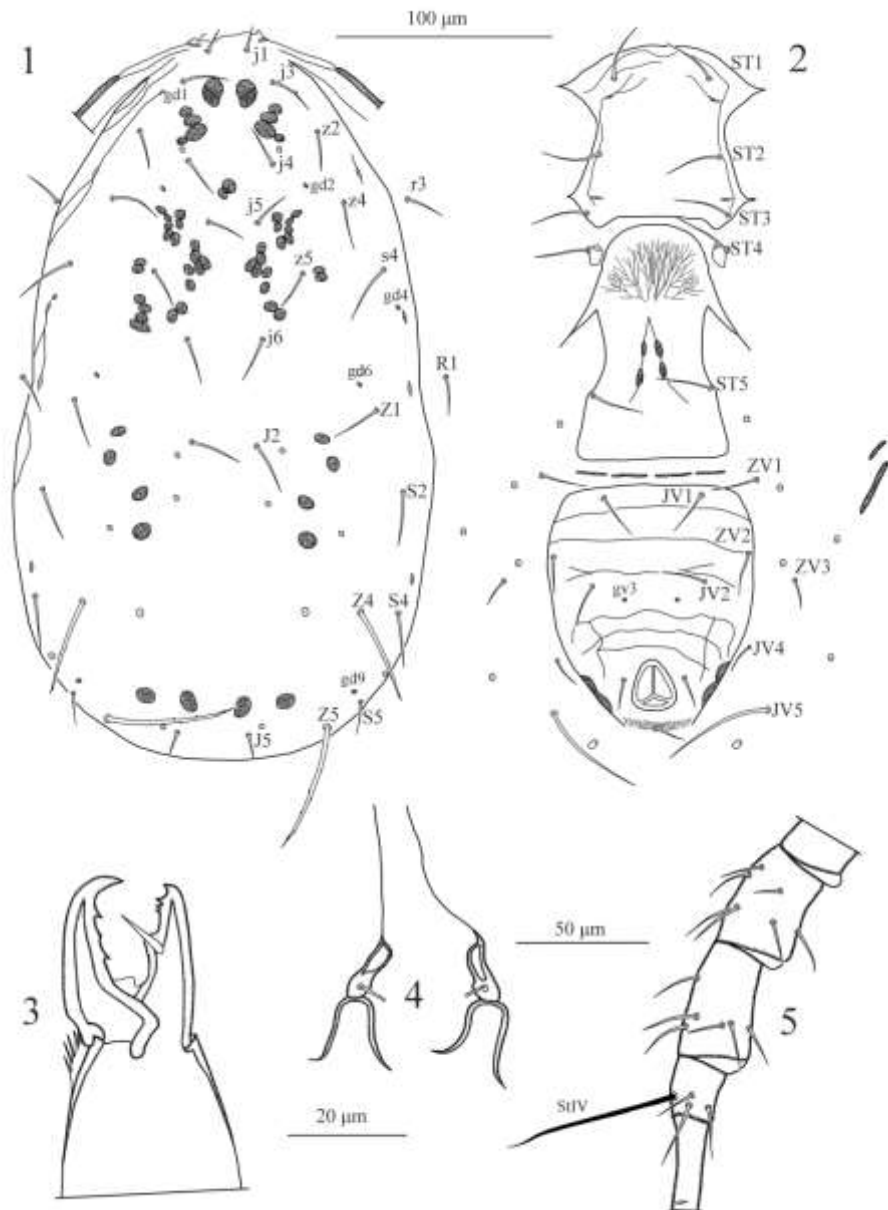 100 μm
1
j1
gd1
j3
z2
j4
gd2
r3
j5
z4
z5
s4
gd4
j6
gd6
R1
Z1
J2
S2
Z4
S4
gd9
Z5
S5
J5
2
ST1
ST2
ST3
ST4
ST5
ZV1
JV1
ZV2
ZV3
JV2
gv3
JV4
JV5
3
20 μm
4
50 μm
5
StIV